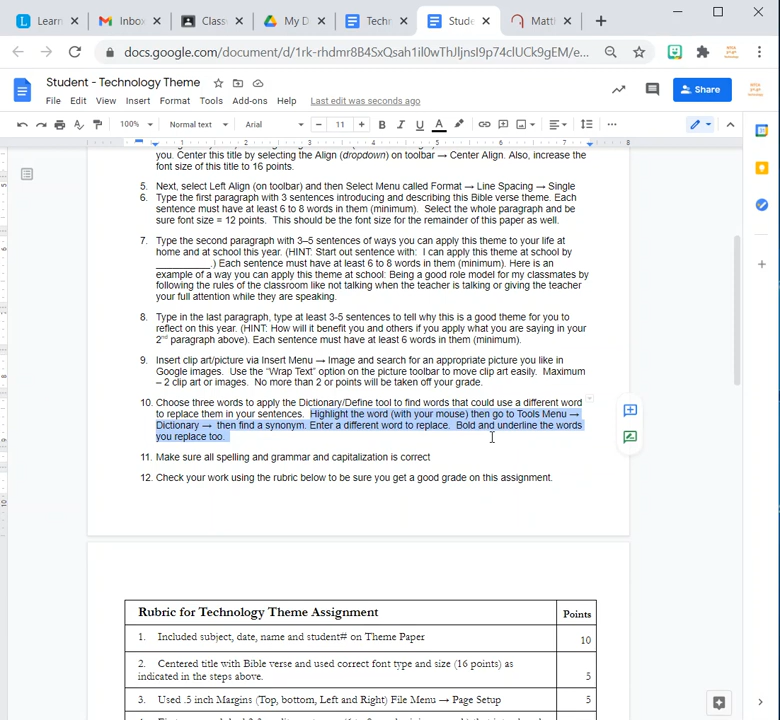 Learn
Inbox
Class
My D
Techn
Stude
Matt
docs.google.com/document/d/1rk-rhdmr8B4SxQsah1il0wThJljnsI9p74clUCk9gEM/e...
Student - Technology Theme
File Edit View Insert Format Tools Add-ons Help Last edit was seconds ago
Share
100% Normal text Arial 11 B I U A
1 2 3 4 5 6 7 8
you. Center this title by selecting the Align (dropdown) on toolbar → Center Align. Also, increase the
font size of this title to 16 points.
5. Next, select Left Align (on toolbar) and then Select Menu called Format → Line Spacing → Single
6. Type the first paragraph with 3 sentences introducing and describing this Bible verse theme. Each
sentence must have at least 6 to 8 words in them (minimum). Select the whole paragraph and be
sure font size = 12 points. This should be the font size for the remainder of this paper as well.
7. Type the second paragraph with 3–5 sentences of ways you can apply this theme to your life at
home and at school this year. (HINT: Start out sentence with: I can apply this theme at school by
__________.) Each sentence must have at least 6 to 8 words in them (minimum). Here is an
example of a way you can apply this theme at school: Being a good role model for my classmates by
following the rules of the classroom like not talking when the teacher is talking or giving the teacher
your full attention while they are speaking.
8. Type in the last paragraph, type at least 3-5 sentences to tell why this is a good theme for you to
reflect on this year. (HINT: How will it benefit you and others if you apply what you are saying in your
2nd paragraph above). Each sentence must have at least 6 words in them (minimum).
9. Insert clip art/picture via Insert Menu → Image and search for an appropriate picture you like in
Google images. Use the “Wrap Text” option on the picture toolbar to move clip art easily. Maximum
– 2 clip art or images. No more than 2 or points will be taken off your grade.
10. Choose three words to apply the Dictionary/Define tool to find words that could use a different word
to replace them in your sentences. Highlight the word (with your mouse) then go to Tools Menu →
Dictionary → then find a synonym. Enter a different word to replace. Bold and underline the words
you replace too.
11. Make sure all spelling and grammar and capitalization is correct
12. Check your work using the rubric below to be sure you get a good grade on this assignment.
Rubric for Technology Theme Assignment Points
1. Included subject, date, name and student# on Theme Paper 10
2. Centered title with Bible verse and used correct font type and size (16 points) as
indicated in the steps above. 5
3. Used .5 inch Margins (Top, bottom, Left and Right) File Menu → Page Setup 5